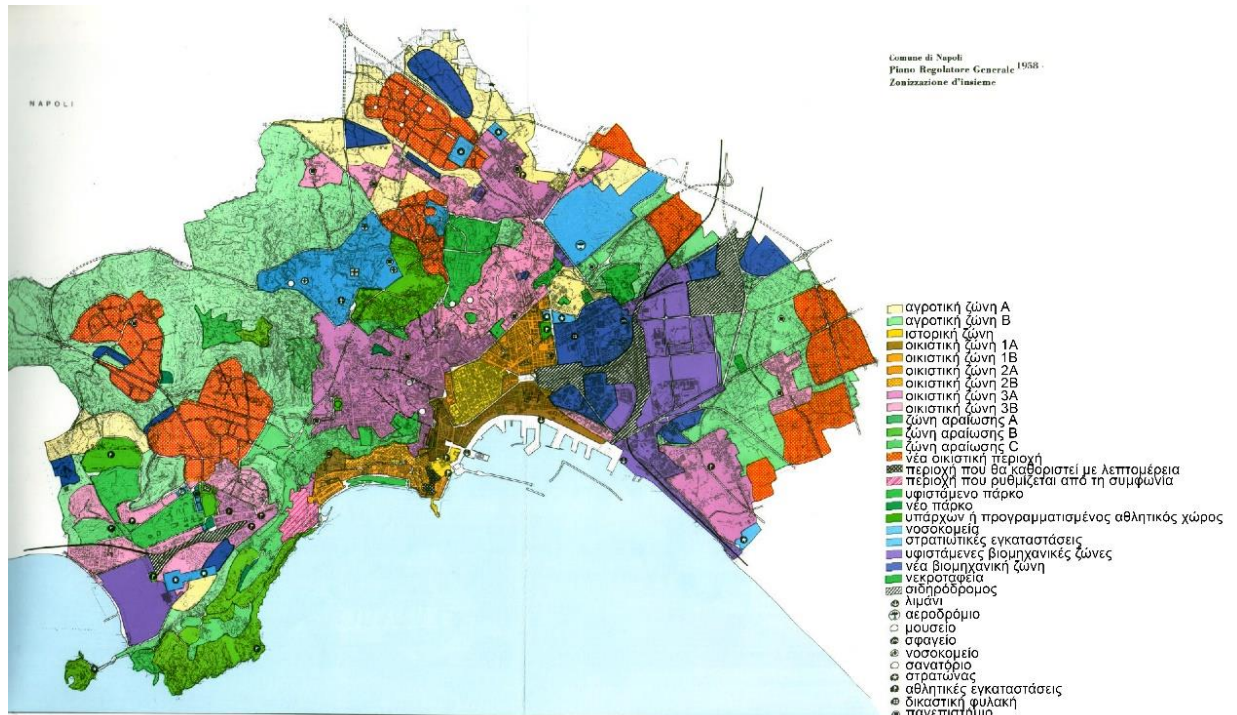 NAPOLI
Comune di Napoli
Piano Regolatore Generale 1958 -
Zonizzazione d'insieme
αγροτική ζώνη Α
αγροτική ζώνη Β
ιστορική ζώνη
οικιστική ζώνη 1Α
οικιστική ζώνη 1Β
οικιστική ζώνη 2Α
οικιστική ζώνη 2Β
οικιστική ζώνη 3Α
οικιστική ζώνη 3Β
ζώνη αραίωσης Α
ζώνη αραίωσης Β
ζώνη αραίωσης C
νέα οικιστική περιοχή
περιοχή που θα καθοριστεί με λεπτομέρεια
περιοχή που ρυθμίζεται από τη συμφωνία
υφιστάμενο πάρκο
νέο πάρκο
υπάρχων ή προγραμματισμένος αθλητικός χώρος
νοσοκομεία
στρατιωτικές εγκαταστάσεις
υφιστάμενες βιομηχανικές ζώνες
νέα βιομηχανική ζώνη
νεκροταφεία
σιδηρόδρομος
λιμάνι
αεροδρόμιο
μουσείο
σφαγείο
νοσοκομείο
σανατόριο
στρατώνας
αθλητικές εγκαταστάσεις
δικαστική φυλακή
πανεπιστήμιο